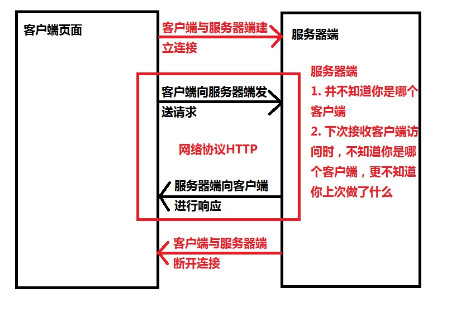 客户端页面
客户端与服务器端建
立连接
服务器端
服务器端
1. 并不知道你是哪个
客户端
2. 下次接收客户端访
问时，不知道你是哪
个客户端，更不知道
你上次做了什么
客户端向服务器端发
送请求
网络协议HTTP
服务器端向客户端
进行响应
客户端与服务器端
断开连接